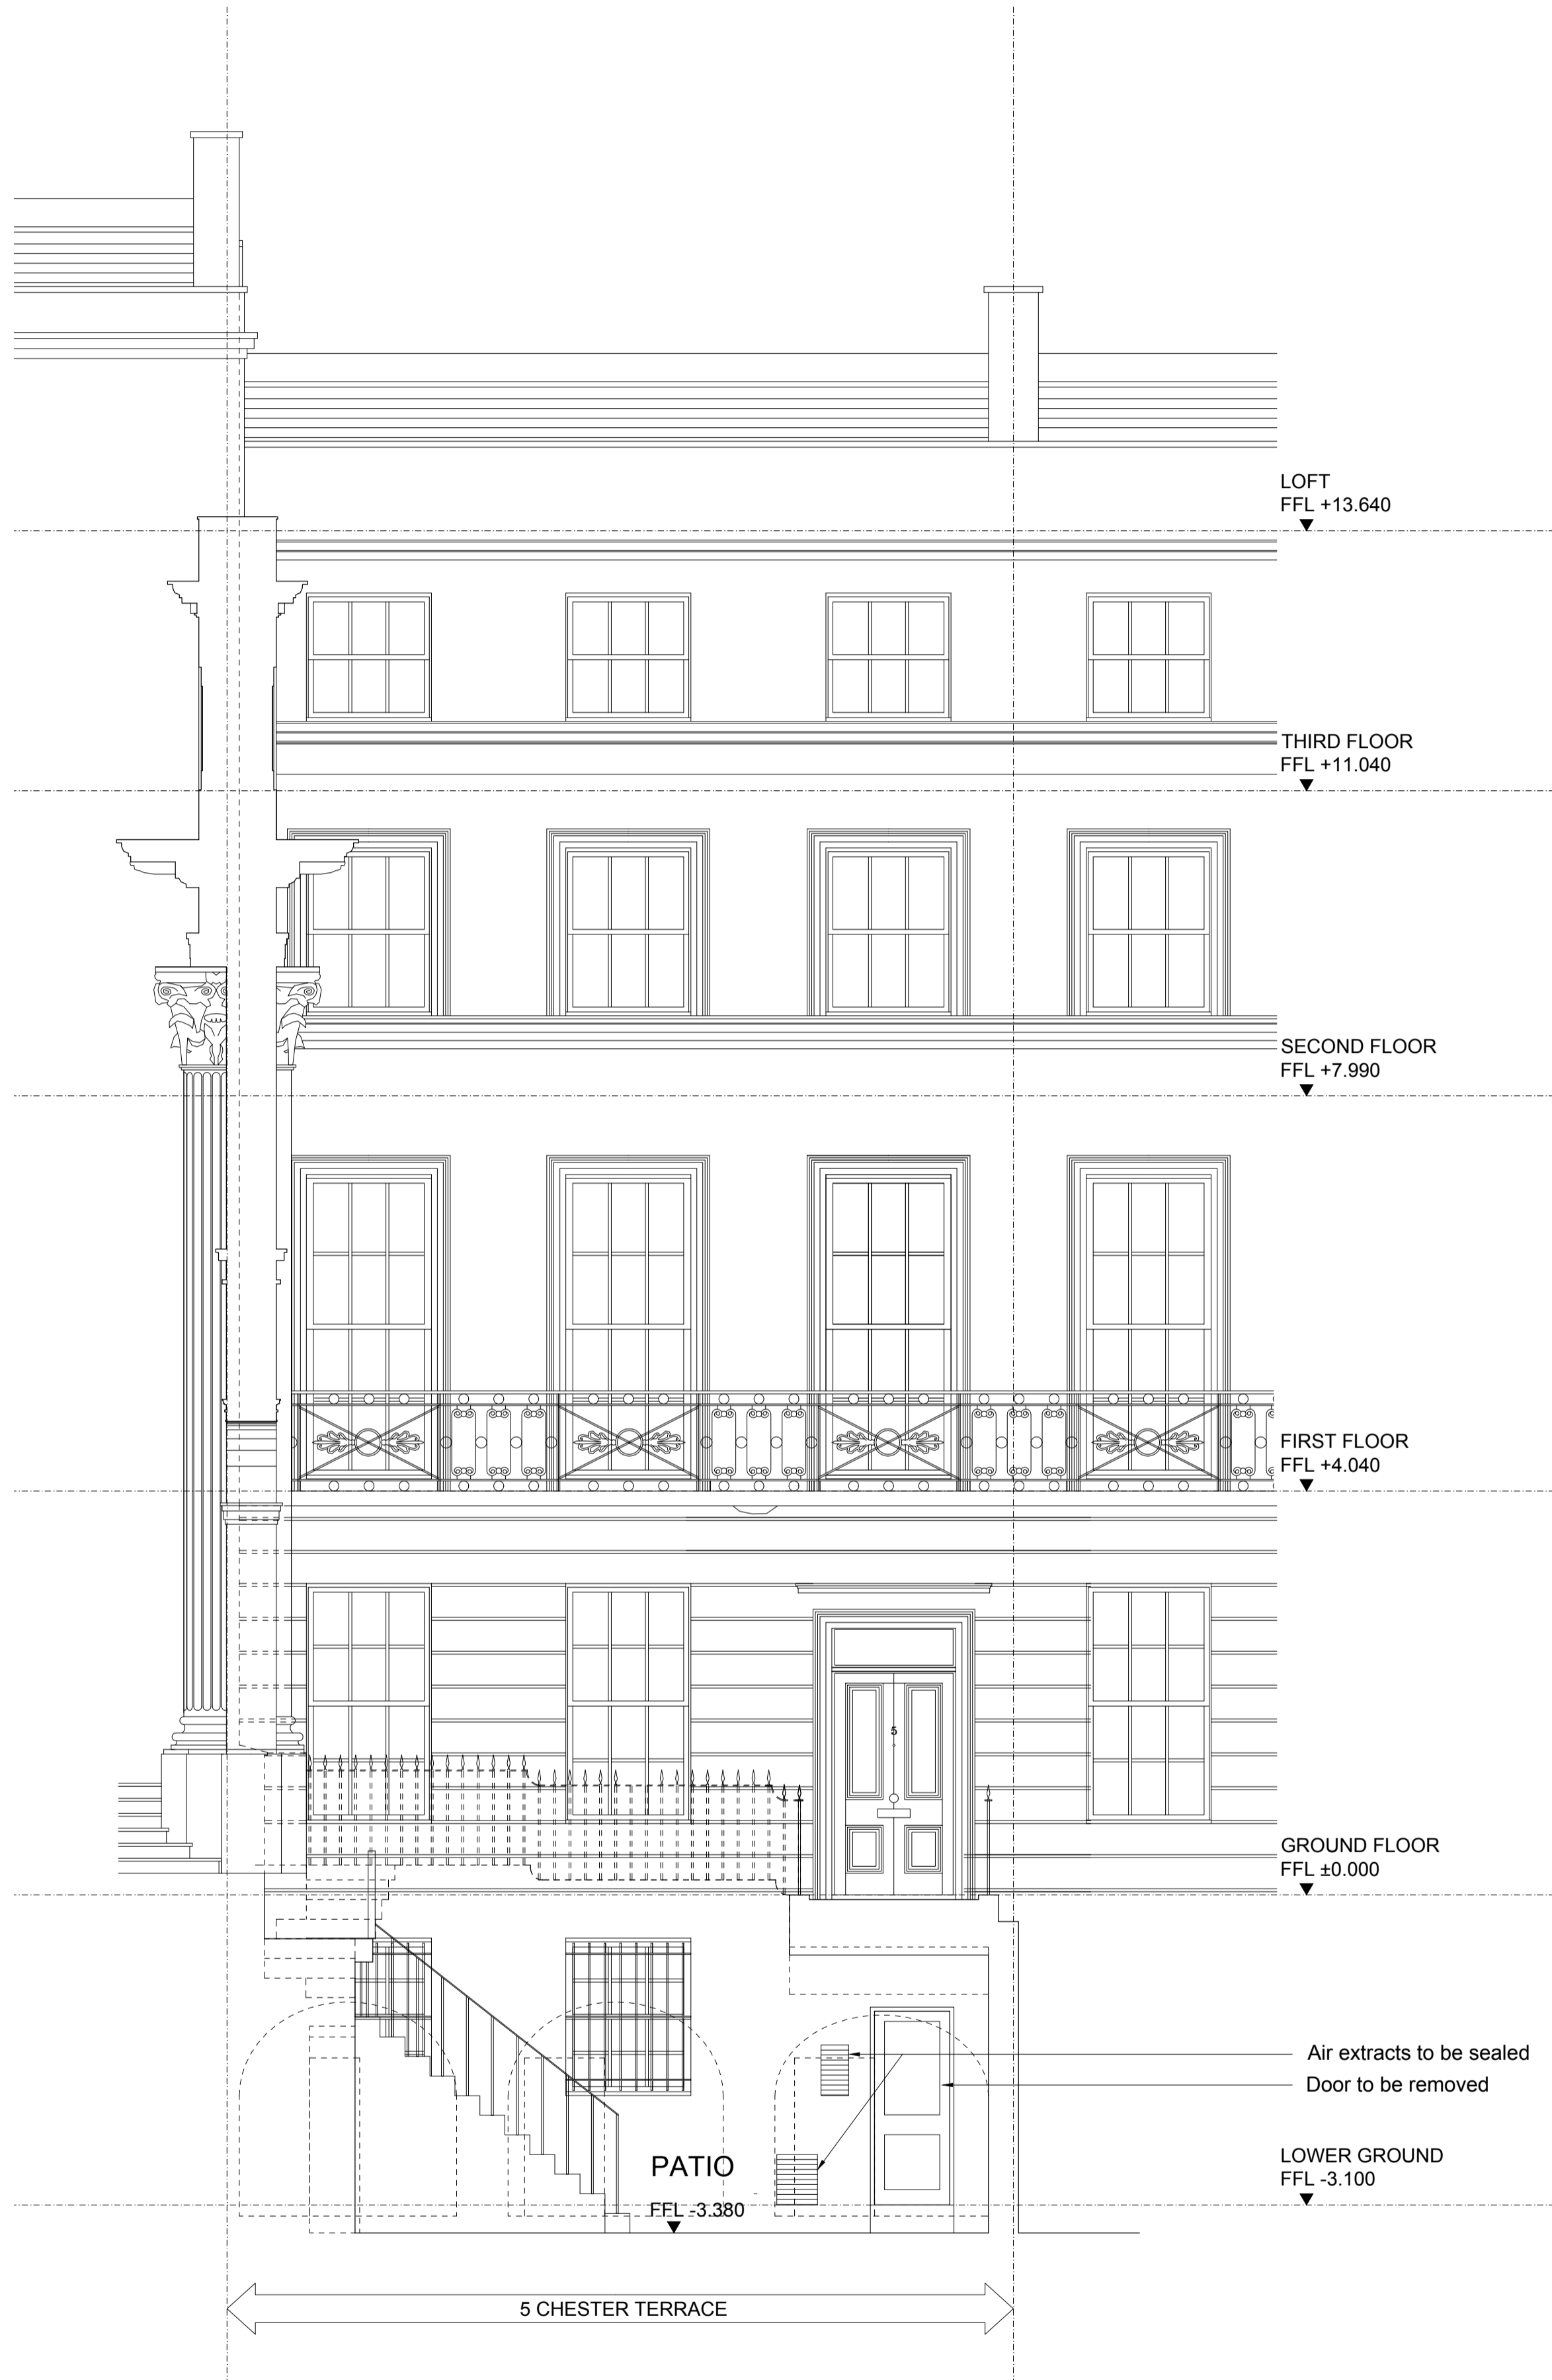 LOFT
FFL +13.640
THIRD FLOOR
FFL +11.040
SECOND FLOOR
FFL +7.990
FIRST FLOOR
FFL +4.040
5
GROUND FLOOR
FFL ±0.000
Air extracts to be sealed
Door to be removed
LOWER GROUND
FFL -3.100
PATIO
FFL -3.380
5 CHESTER TERRACE